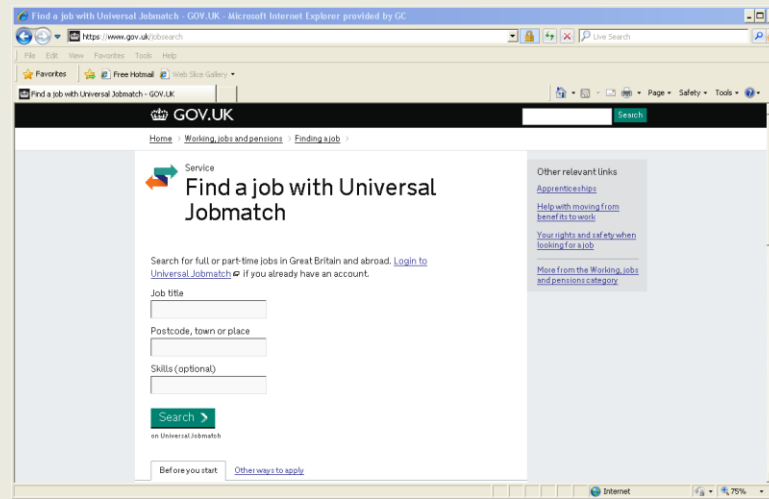 Find a job with Universal Jobmatch - GOV.UK - Microsoft Internet Explorer provided by GC
https://www.gov.uk/jobsearch
Live Search
File Edit View Favorites Tools Help
Favorites Free Hotmail Web Slice Gallery
Find a job with Universal Jobmatch - GOV.UK
Page Safety Tools
GOV.UK
Search
Home Working, jobs and pensions Finding a job
Service
Find a job with Universal
Jobmatch
Search for full or part-time jobs in Great Britain and abroad. Login to
Universal Jobmatch if you already have an account.
Job title
Postcode, town or place
Skills (optional)
Search
on Universal Jobmatch
Before you start Other ways to apply
Other relevant links
Apprenticeships
Help with moving from
benefits to work
Your rights and safety when
looking for a job
More from the Working, jobs
and pensions category
Internet 75%